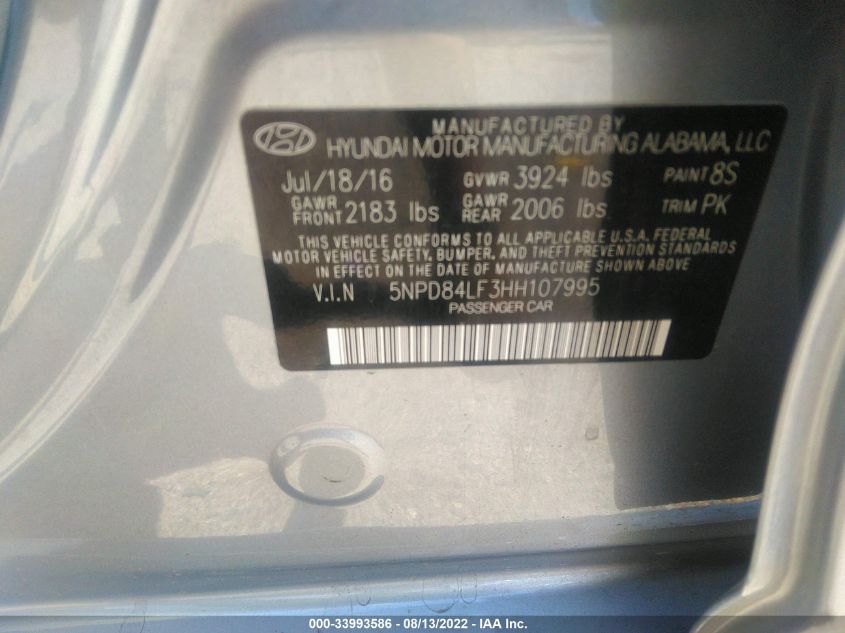 MANUFACTURED BY
HYUNDAI MOTOR MANUFACTURING ALABAMA, LLC
Jul/18/16 GVWR 3924 lbs PAINT 8S
GAWR FRONT 2183 lbs GAWR REAR 2006 lbs TRIM PK
THIS VEHICLE CONFORMS TO ALL APPLICABLE U.S.A. FEDERAL
MOTOR VEHICLE SAFETY, BUMPER, AND THEFT PREVENTION STANDARDS
IN EFFECT ON THE DATE OF MANUFACTURE SHOWN ABOVE
V.I.N 5NPD84LF3HH107995
PASSENGER CAR
000-33993586 - 08/13/2022 - IAA Inc.